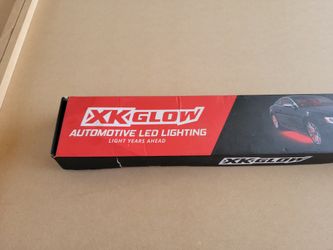 XKGLOW
AUTOMOTIVE LED LIGHTING
LIGHT YEARS AHEAD
XKGLOW